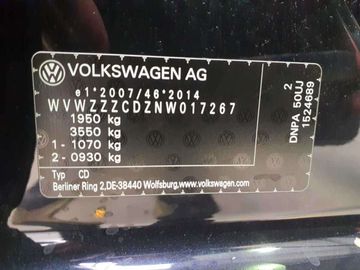 VOLKSWAGEN AG
e1*2007/46*2014
WVWZZZCDZNW017267
1950 kg
3550 kg
1 - 1070 kg
2 - 0930 kg
Typ CD
Berliner Ring 2, DE-38440 Wolfsburg, www.volkswagen.com
2
DNPA 50UJ
1524689